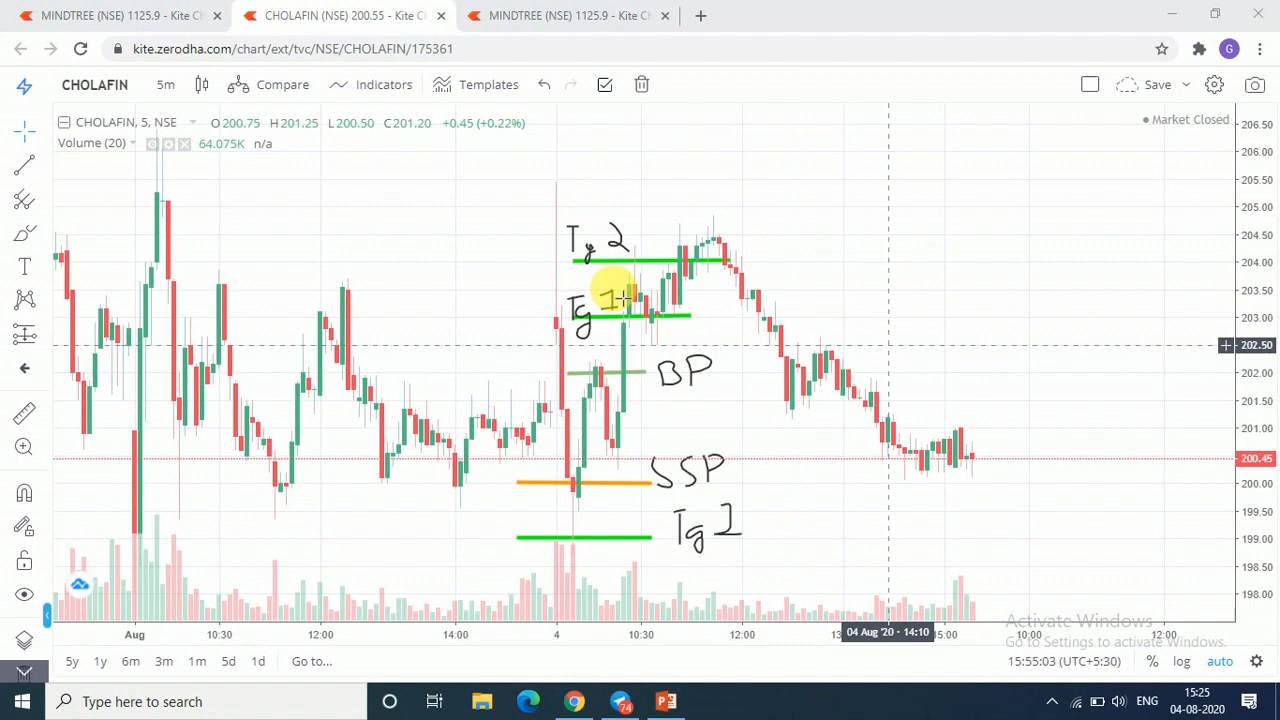 MINDTREE (NSE) 1125.9 - Kite Ch
CHOLAFIN (NSE) 200.55 - Kite C
MINDTREE (NSE) 1125.9 - Kite Ch
kite.zerodha.com/chart/ext/tvc/NSE/CHOLAFIN/175361
G
CHOLAFIN 5m Compare Indicators Templates Save
CHOLAFIN, 5, NSE O200.75 H201.25 L200.50 C201.20 +0.45 (+0.22%)
Market Closed
Volume (20) 64.075K n/a
206.50
206.00
205.50
205.00
204.50
204.00
203.50
203.00
202.50
202.00
201.50
201.00
200.45
200.00
199.50
199.00
198.50
198.00
Tg 2
Tg 1
BP
SSP
Activate Windows
Go to Settings to activate Windows.
Aug 10:30 12:00 14:00 4 10:30 12:00 04 Aug '20 - 14:10 15:00 10:00 12:00
5y 1y 6m 3m 1m 5d 1d Go to... 15:55:03 (UTC+5:30) % log auto
Type here to search 74 ENG 15:25
04-08-2020